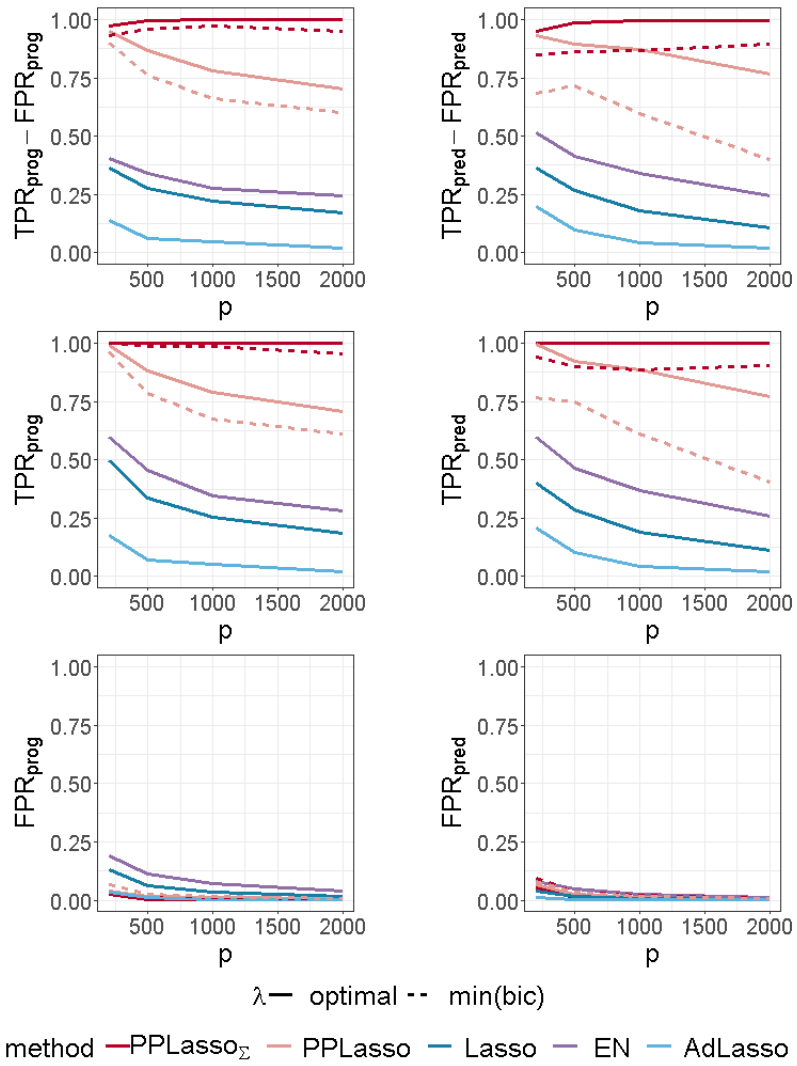 TPRprog − FPRprog
1.00
0.75
0.50
0.25
0.00
500 1000 1500 2000
p
TPRpred − FPRpred
1.00
0.75
0.50
0.25
0.00
500 1000 1500 2000
p
TPRprog
1.00
0.75
0.50
0.25
0.00
500 1000 1500 2000
p
TPRpred
1.00
0.75
0.50
0.25
0.00
500 1000 1500 2000
p
FPRprog
1.00
0.75
0.50
0.25
0.00
500 1000 1500 2000
p
FPRpred
1.00
0.75
0.50
0.25
0.00
500 1000 1500 2000
p
λ optimal min(bic)
method PPLassoΣ PPLasso Lasso EN AdLasso